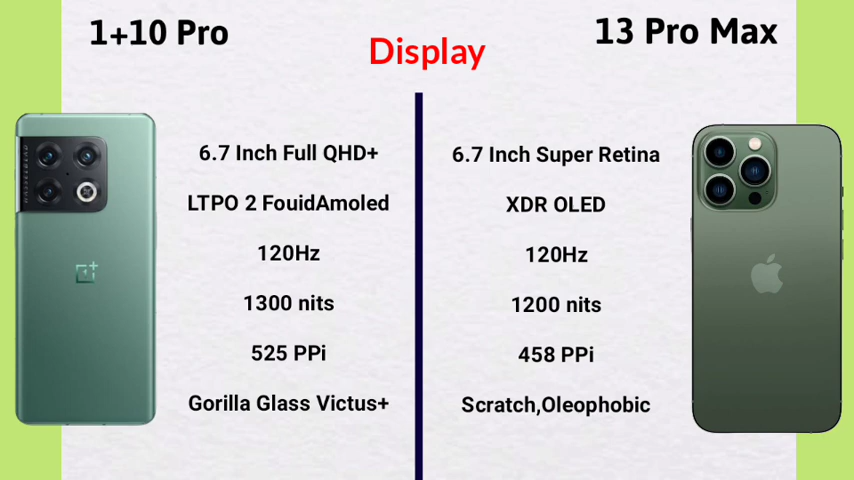 1+10 Pro
13 Pro Max
Display
6.7 Inch Full QHD+
LTPO 2 FouidAmoled
120Hz
1300 nits
525 PPi
Gorilla Glass Victus+
6.7 Inch Super Retina
XDR OLED
120Hz
1200 nits
458 PPi
Scratch,Oleophobic
HASSELBLAD